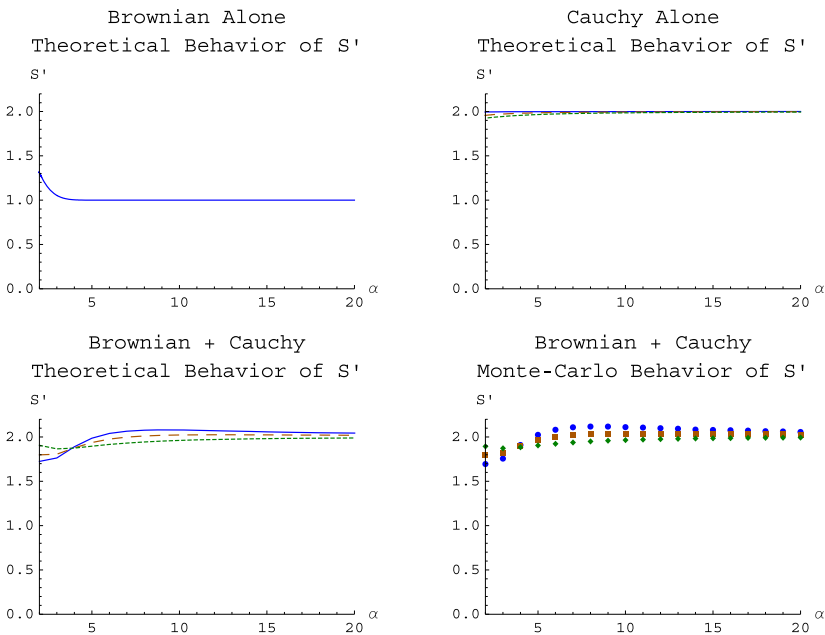 Brownian Alone
Theoretical Behavior of S'
S'
2.0
1.5
1.0
0.5
0.0
5 10 15 20 α
Cauchy Alone
Theoretical Behavior of S'
S'
2.0
1.5
1.0
0.5
0.0
5 10 15 20 α
Brownian + Cauchy
Theoretical Behavior of S'
S'
2.0
1.5
1.0
0.5
0.0
5 10 15 20 α
Brownian + Cauchy
Monte-Carlo Behavior of S'
S'
2.0
1.5
1.0
0.5
0.0
5 10 15 20 α